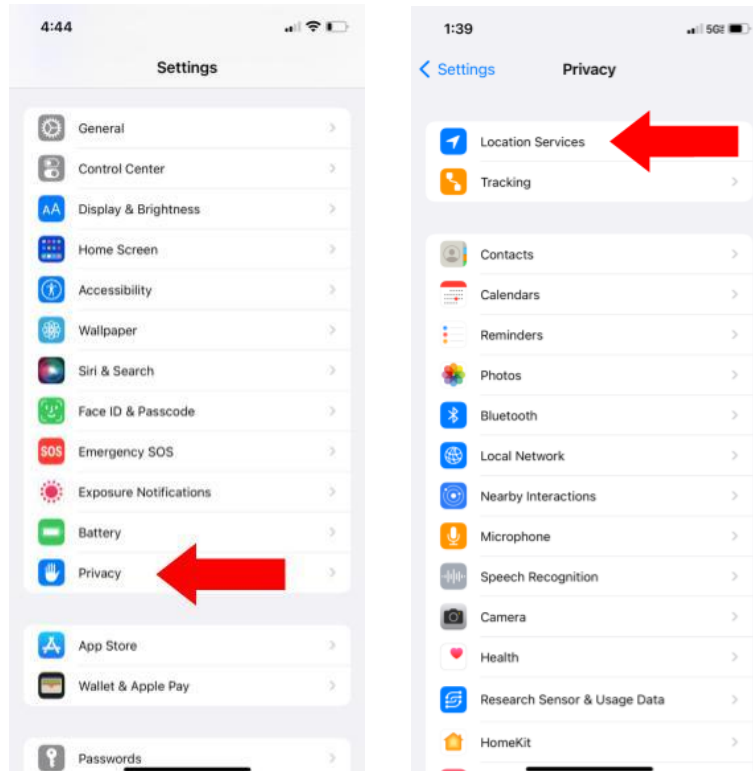 4:44
Settings
General
Control Center
AA
Display & Brightness
Home Screen
Accessibility
Wallpaper
Siri & Search
Face ID & Passcode
SOS
Emergency SOS
Exposure Notifications
Battery
Privacy
App Store
Wallet & Apple Pay
Passwords
1:39
5G
Settings
Privacy
Location Services
Tracking
Contacts
Calendars
Reminders
Photos
Bluetooth
Local Network
Nearby Interactions
Microphone
Speech Recognition
Camera
Health
Research Sensor & Usage Data
HomeKit